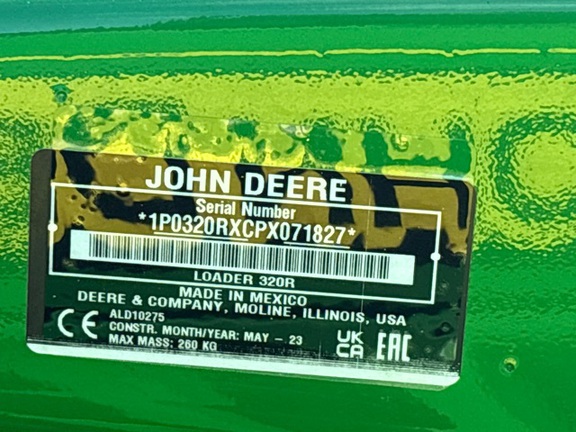 JOHN DEERE
Serial Number
*1P0320RXCPX071827*
LOADER 320R
MADE IN MEXICO
DEERE & COMPANY, MOLINE, ILLINOIS, USA
ALD10275
CONSTR. MONTH/YEAR: MAY - 23
MAX MASS: 260 KG
CE
UK
CA
EAC